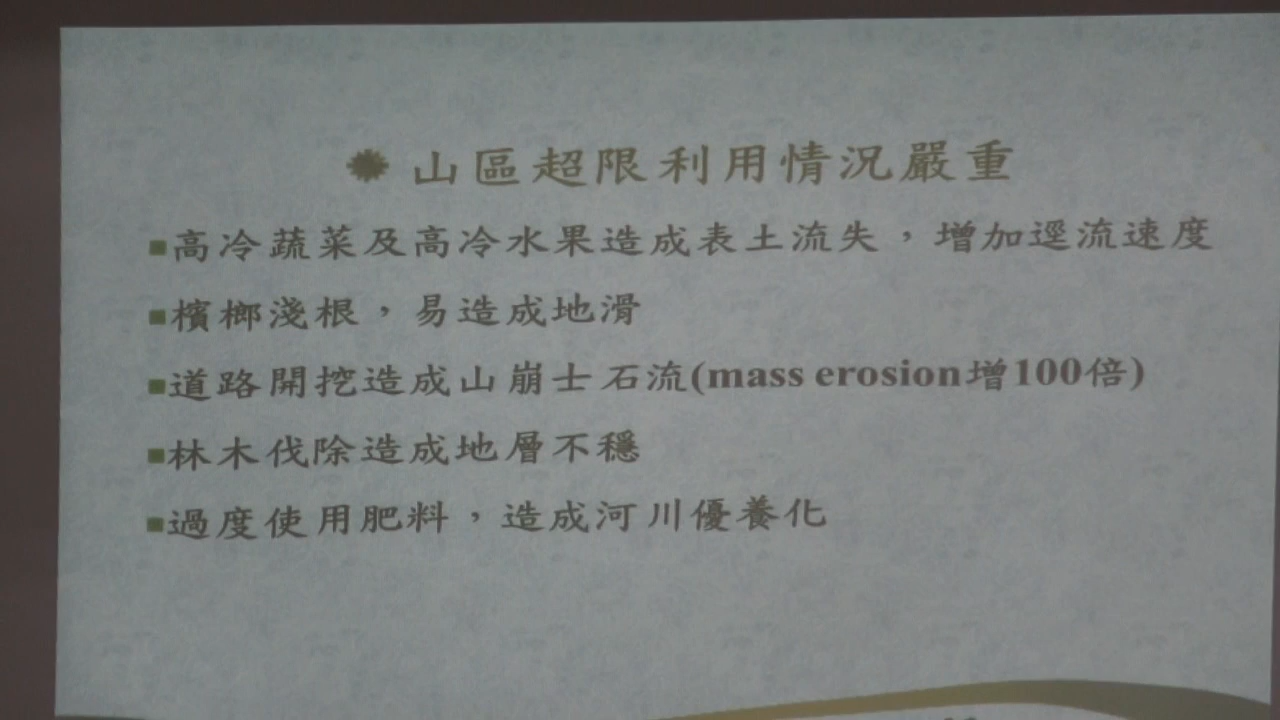 山區超限利用情況嚴重
高冷蔬菜及高冷水果造成表土流失，增加逕流速度
檳榔淺根，易造成地滑
道路開挖造成山崩士石流(mass erosion增100倍)
林木伐除造成地層不穩
過度使用肥料，造成河川優養化